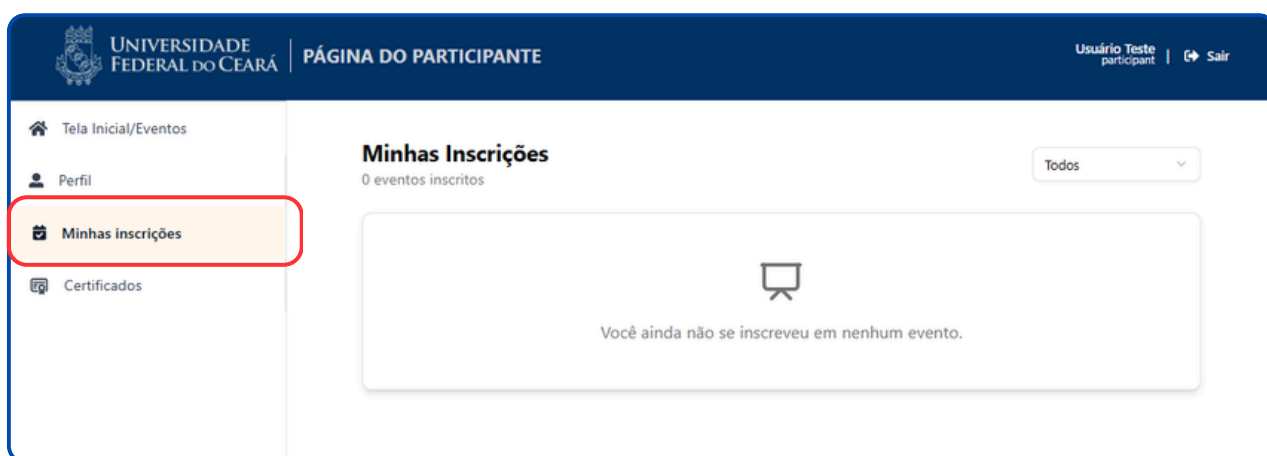 UNIVERSIDADE
FEDERAL DO CEARÁ
PÁGINA DO PARTICIPANTE
Usuário Teste
participant
Sair
Tela Inicial/Eventos
Perfil
Minhas inscrições
Certificados
Minhas Inscrições
0 eventos inscritos
Todos
Você ainda não se inscreveu em nenhum evento.